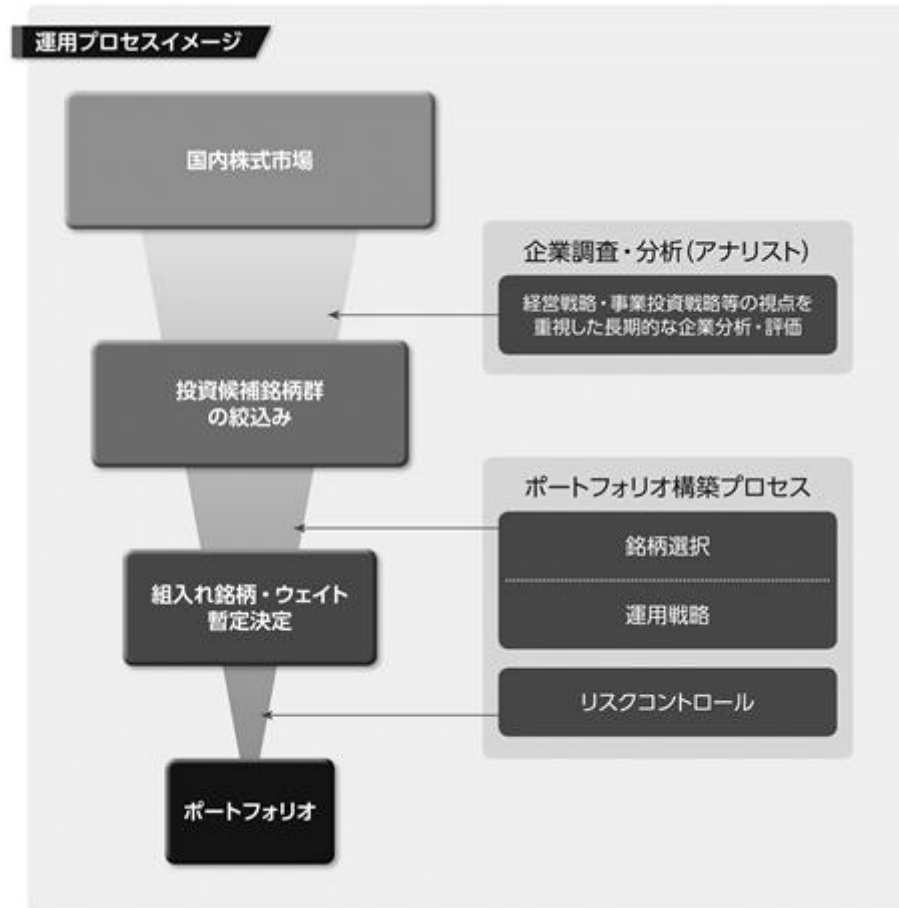 運用プロセスイメージ
国内株式市場
企業調査・分析(アナリスト)
経営戦略・事業投資戦略等の視点を
重視した長期的な企業分析・評価
投資候補銘柄群
の絞込み
ポートフォリオ構築プロセス
銘柄選択
運用戦略
組入れ銘柄・ウェイト
暫定決定
リスクコントロール
ポートフォリオ